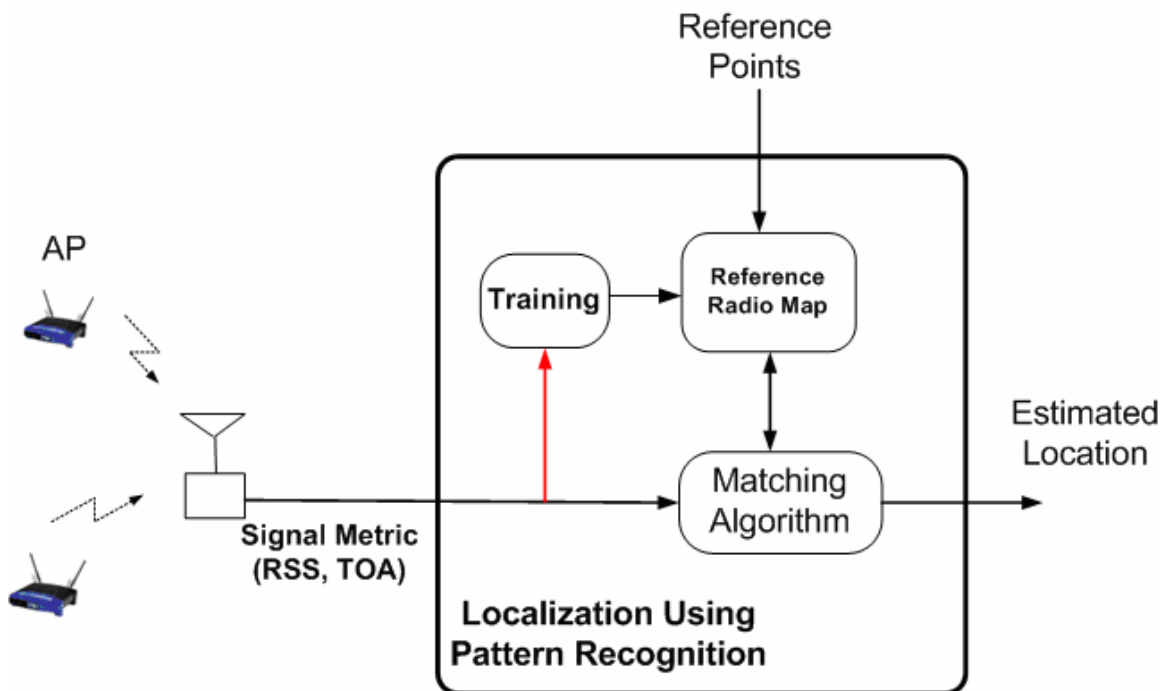 Reference
Points
AP
Training
Reference
Radio Map
Estimated
Location
Matching
Algorithm
Signal Metric
(RSS, TOA)
Localization Using
Pattern Recognition